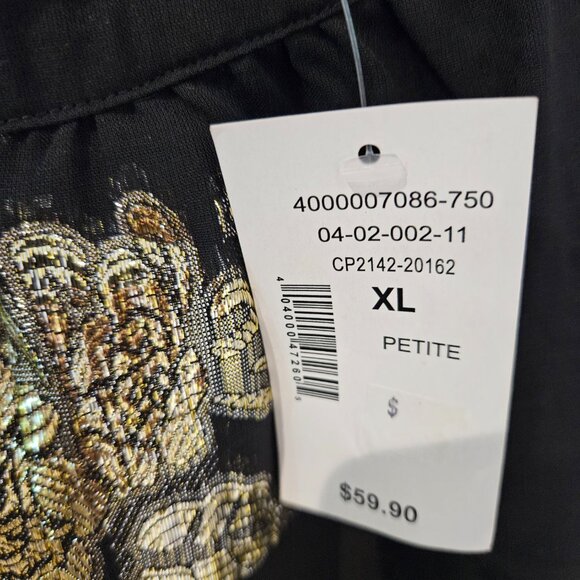 4000007086-750
04-02-002-11
CP2142-20162
XL
PETITE
$
$59.90